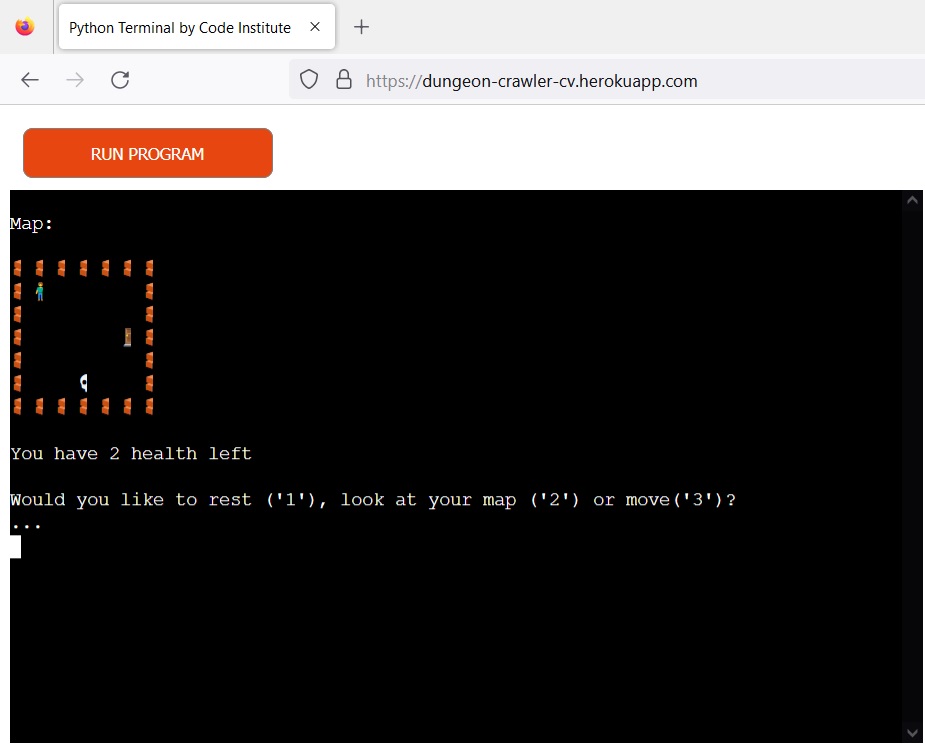 Python Terminal by Code Institute
https://dungeon-crawler-cv.herokuapp.com
RUN PROGRAM
Map:
You have 2 health left
Would you like to rest ('1'), look at your map ('2') or move('3')?
...